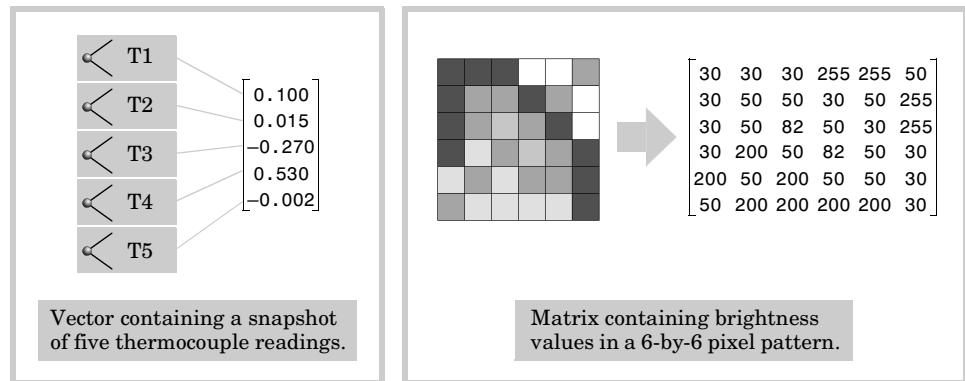 T1
T2
T3
T4
T5
0.100
0.015
−0.270
0.530
−0.002
Vector containing a snapshot
of five thermocouple readings.
30 30 30 255 255 50
30 50 50 30 50 255
30 50 82 50 30 255
30 200 50 82 50 30
200 50 200 50 50 30
50 200 200 200 200 30
Matrix containing brightness
values in a 6-by-6 pixel pattern.